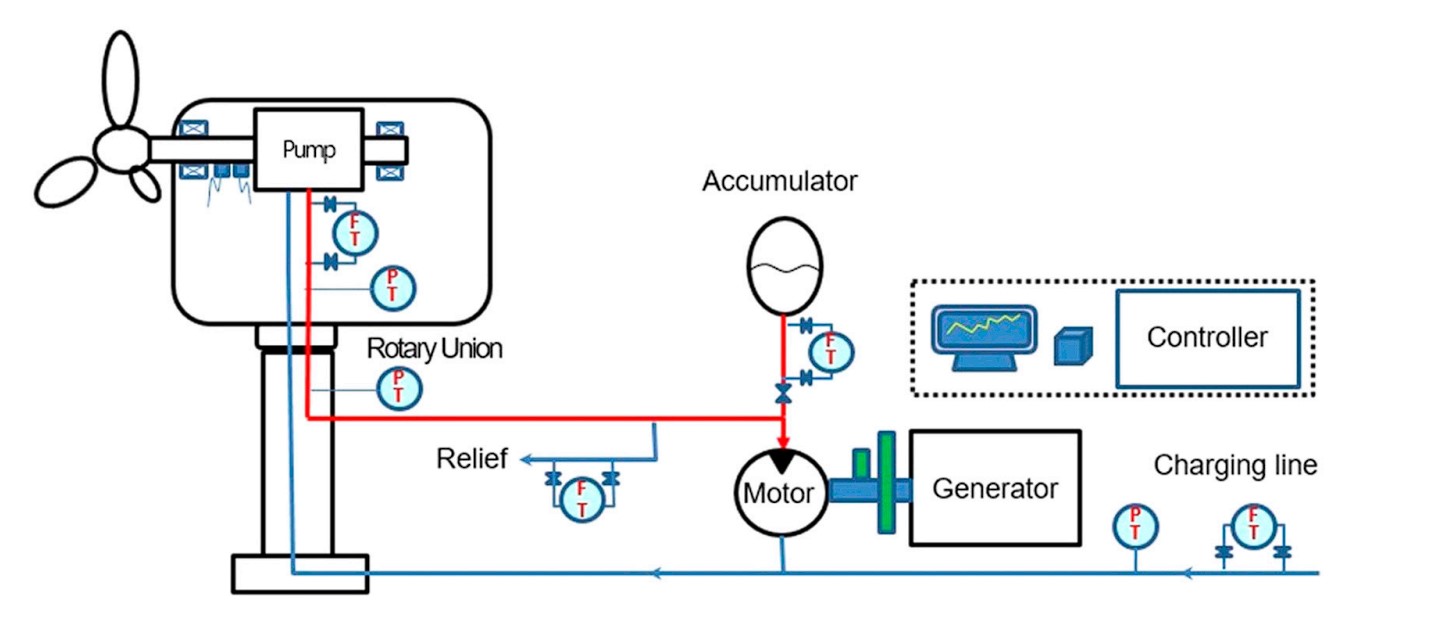 Pump
F
T
P
T
Rotary Union
P
T
Accumulator
F
T
Controller
Relief
F
T
Motor
Generator
Charging line
P
T
F
T